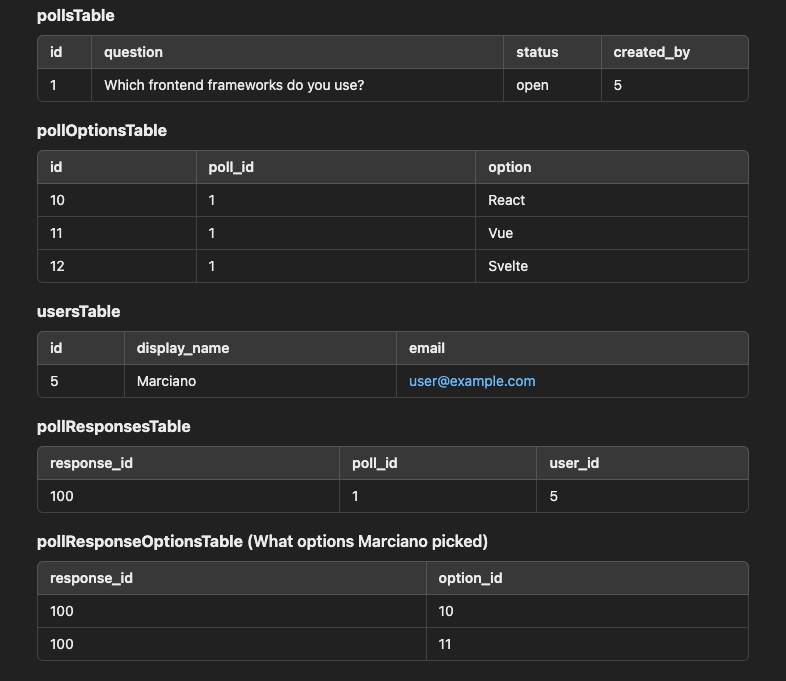 pollsTable
id question status created_by
1 Which frontend frameworks do you use? open 5
pollOptionsTable
id poll_id option
10 1 React
11 1 Vue
12 1 Svelte
usersTable
id display_name email
5 Marciano user@example.com
pollResponsesTable
response_id poll_id user_id
100 1 5
pollResponseOptionsTable (What options Marciano picked)
response_id option_id
100 10
100 11